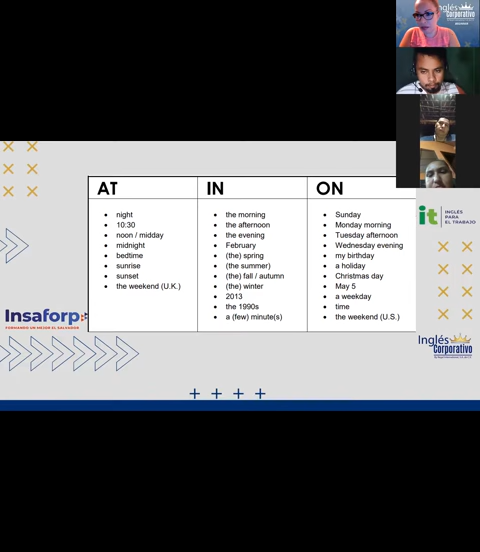 Inglés
Corporativo
AT
night
10:30
noon / midday
midnight
bedtime
sunrise
sunset
the weekend (U.K.)
IN
the morning
the afternoon
the evening
February
(the) spring
(the summer)
(the) fall / autumn
(the) winter
2013
the 1990s
a (few) minute(s)
ON
Sunday
Monday morning
Tuesday afternoon
Wednesday evening
my birthday
a holiday
Christmas day
May 5
a weekday
time
the weekend (U.S.)
it
INGLÉS
PARA
EL TRABAJO
Insaforp
FORMANDO UN MEJOR EL SALVADOR
Inglés
Corporativo